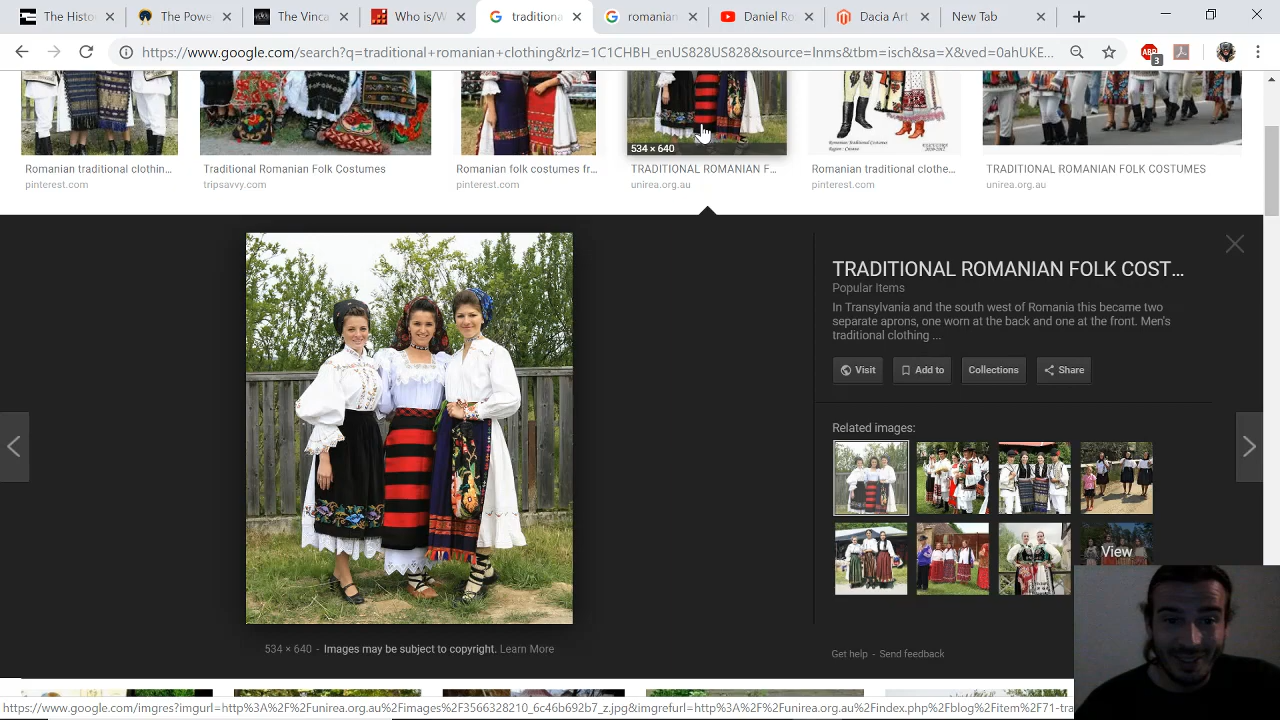 The Histo
The Power
The Vinca
Who is/W
traditiona
romanian
Daniel Ro
Dacia Art
New Tab
https://www.google.com/search?q=traditional+romanian+clothing&rlz=1C1CHBH_enUS828US828&source=lnms&tbm=isch&sa=X&ved=0ahUKE...
ABP
3
534 × 640
Romanian traditional clothin...
pinterest.com
Traditional Romanian Folk Costumes
tripsavvy.com
Romanian folk costumes fr...
pinterest.com
TRADITIONAL ROMANIAN F...
unirea.org.au
Romanian traditional clothe...
pinterest.com
TRADITIONAL ROMANIAN FOLK COSTUMES
unirea.org.au
TRADITIONAL ROMANIAN FOLK COST...
Popular Items
In Transylvania and the south west of Romania this became two
separate aprons, one worn at the back and one at the front. Men's
traditional clothing ...
Visit
Add to
Collections
Share
Related images:
View
534 × 640 - Images may be subject to copyright. Learn More
Get help - Send feedback
https://www.google.com/imgres?imgurl=http%3A%2F%2Funirea.org.au%2Fimages%2F3566328210_6c46b692b7_z.jpg&imgrefurl=http%3A%2F%2Funirea.org.au%2Findex.php%2Fblog%2Fitem%2F71-tra